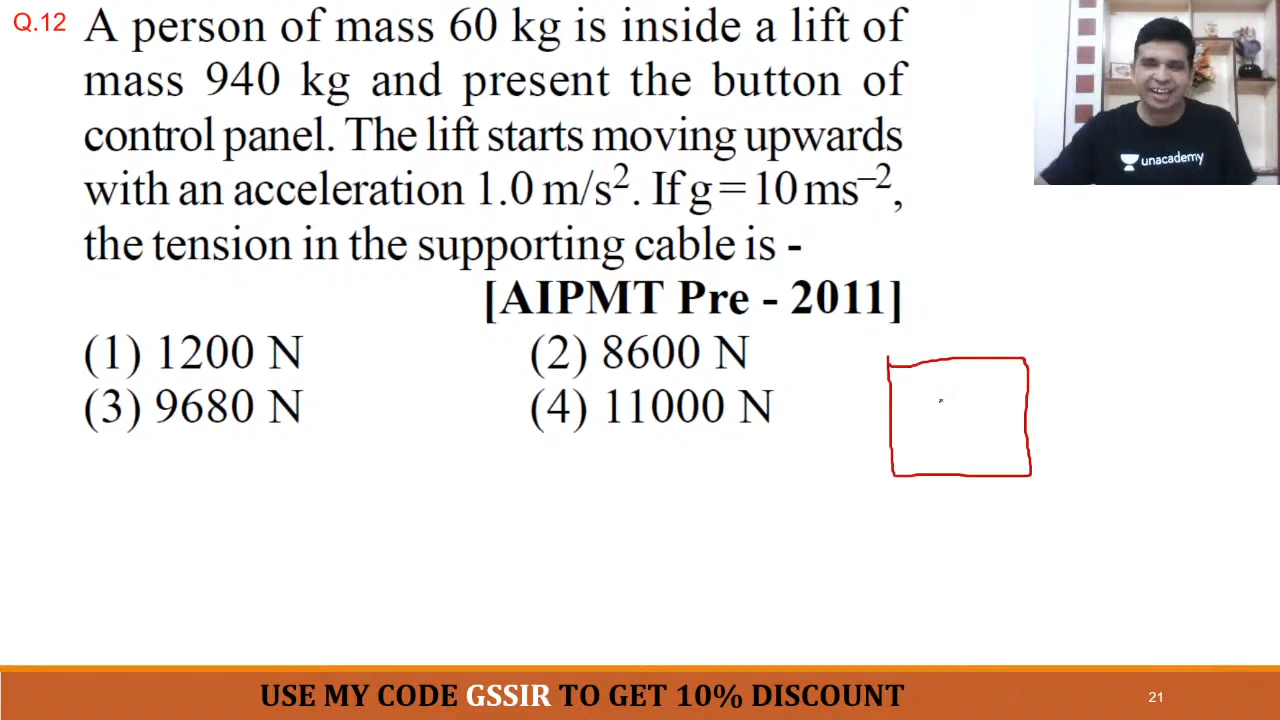 Q.12 A person of mass 60 kg is inside a lift of
mass 940 kg and present the button of
control panel. The lift starts moving upwards
with an acceleration 1.0 m/s². If g = 10 ms⁻²,
the tension in the supporting cable is -
[AIPMT Pre - 2011]
(1) 1200 N (2) 8600 N
(3) 9680 N (4) 11000 N
unacademy
USE MY CODE GSSIR TO GET 10% DISCOUNT
21